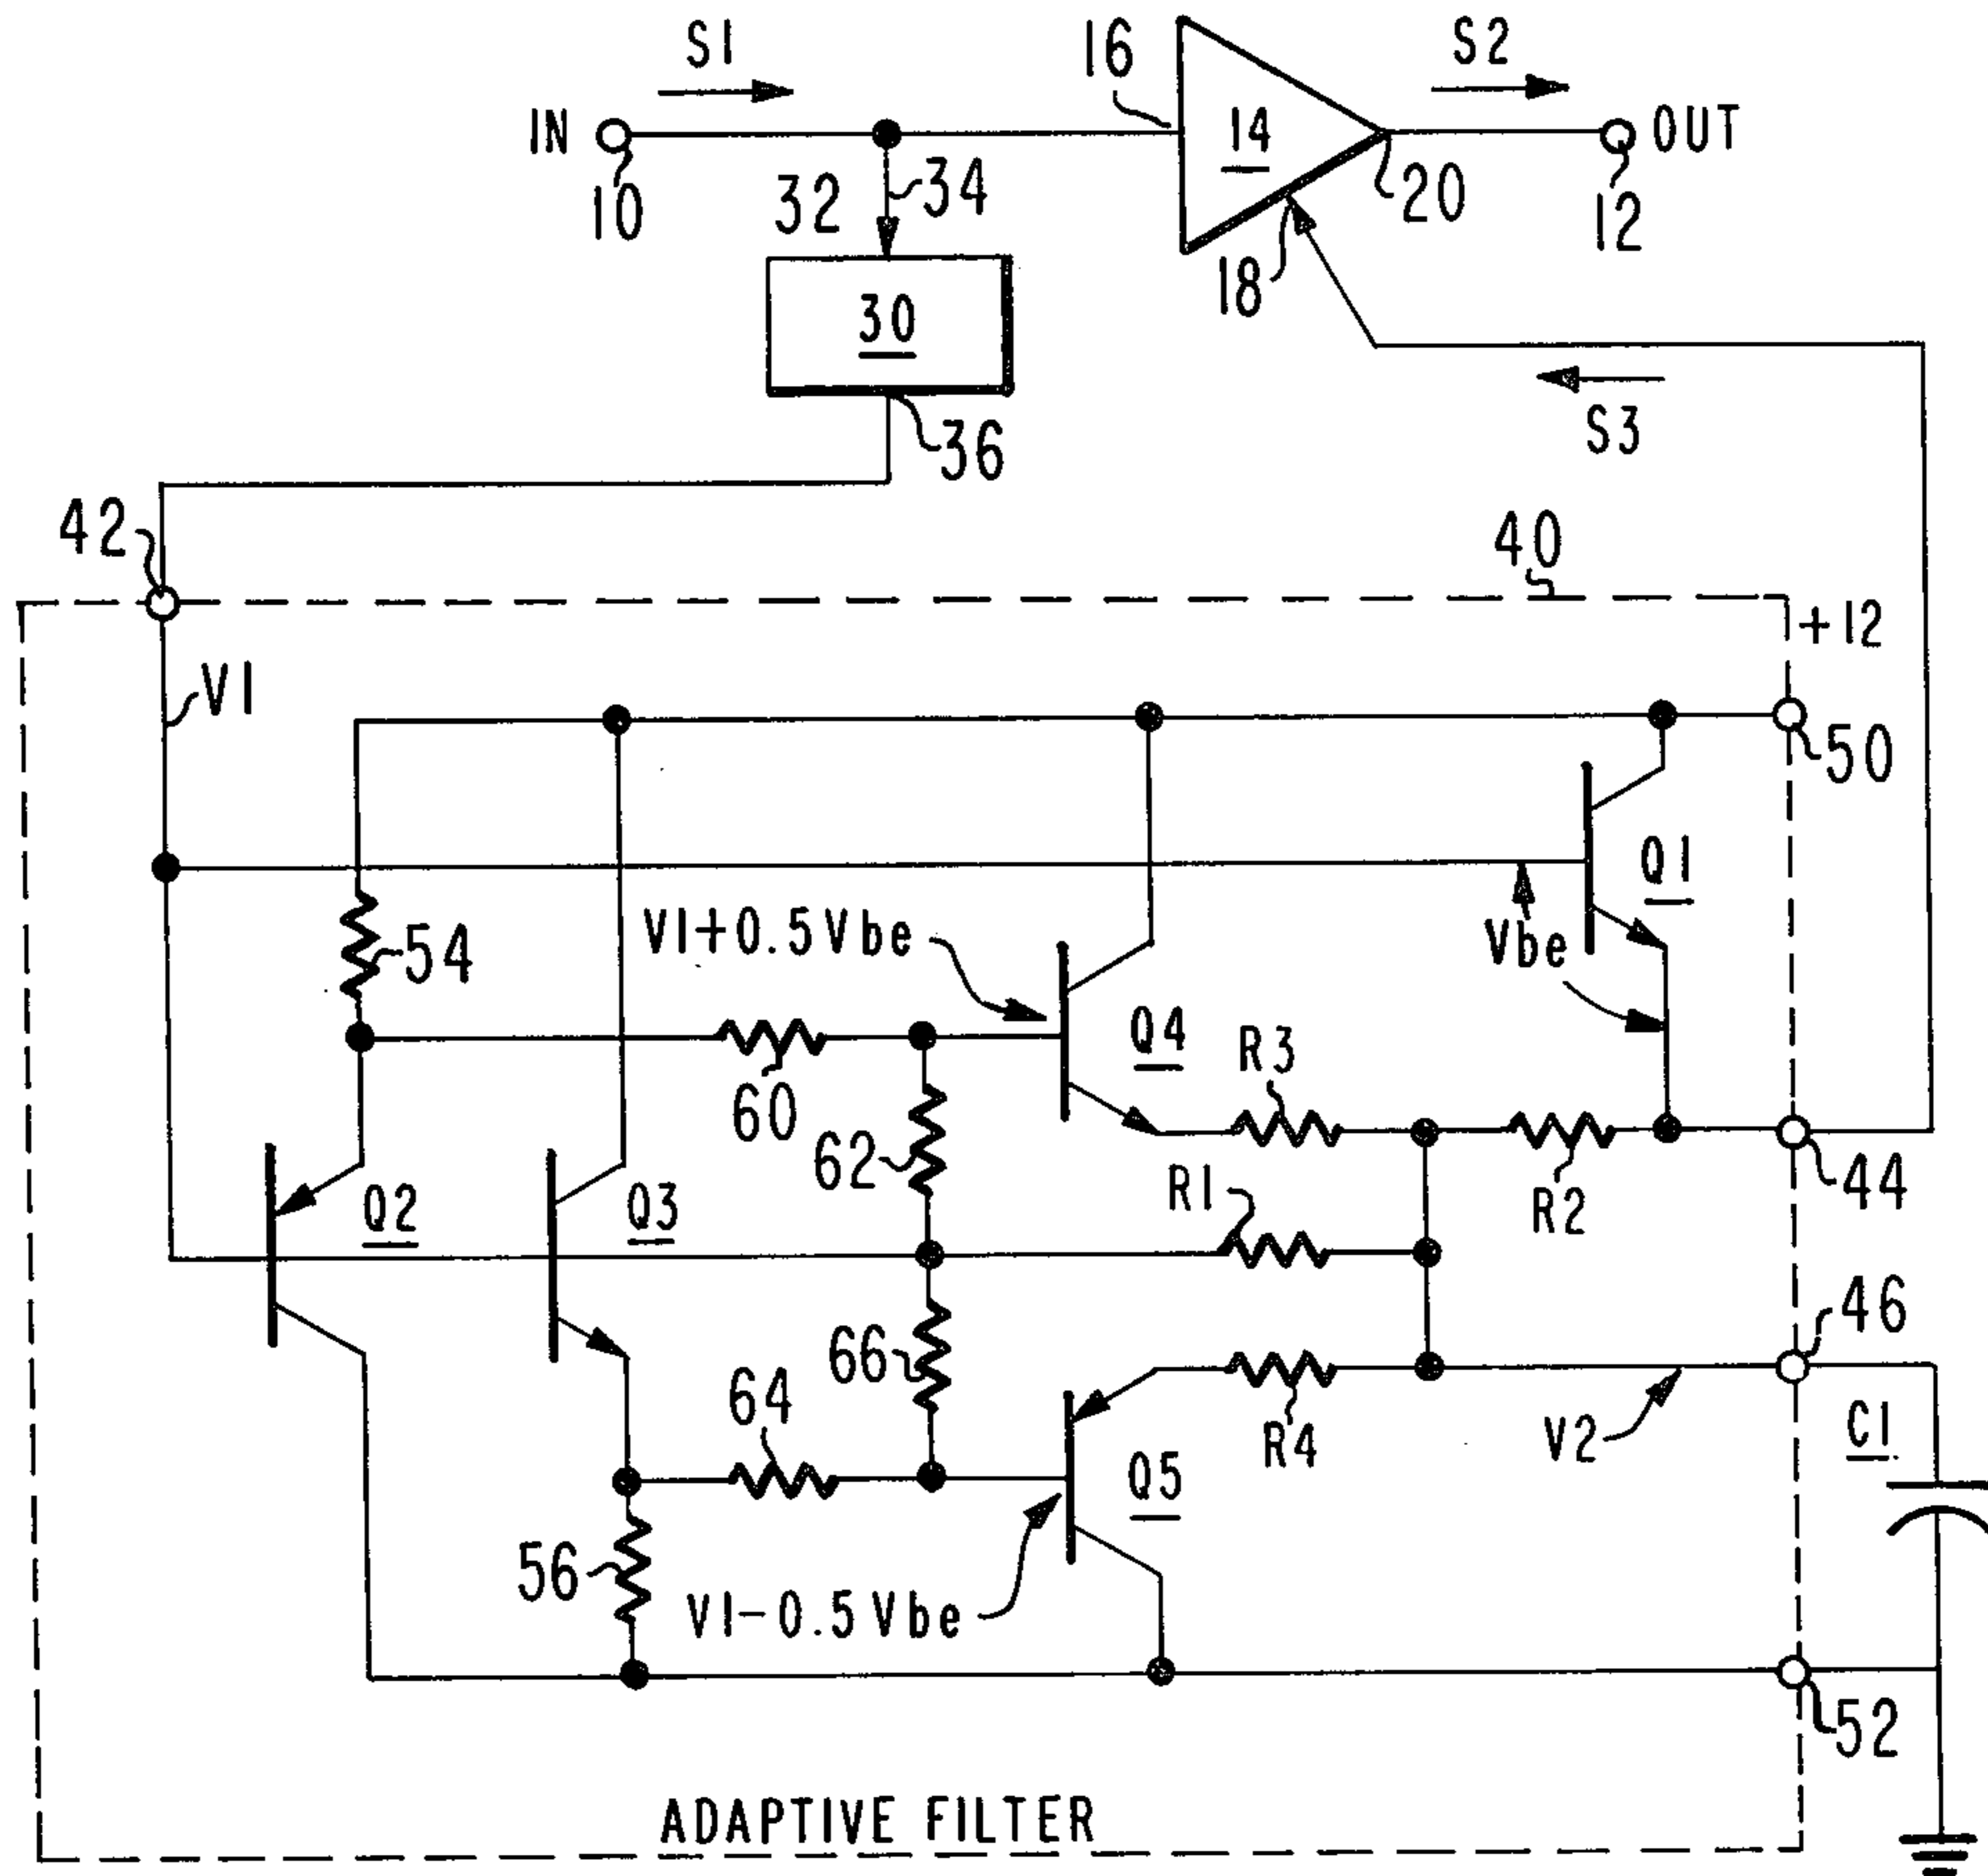 S1
16
S2
IN
14
OUT
10
32
34
20
12
18
30
S3
36
42
40
+12
V1
50
Q1
V1+0.5Vbe
Vbe
54
Q4
R3
60
62
44
R1
R2
Q2
Q3
46
66
64
R4
V2
C1
Q5
56
V1-0.5Vbe
52
ADAPTIVE FILTER